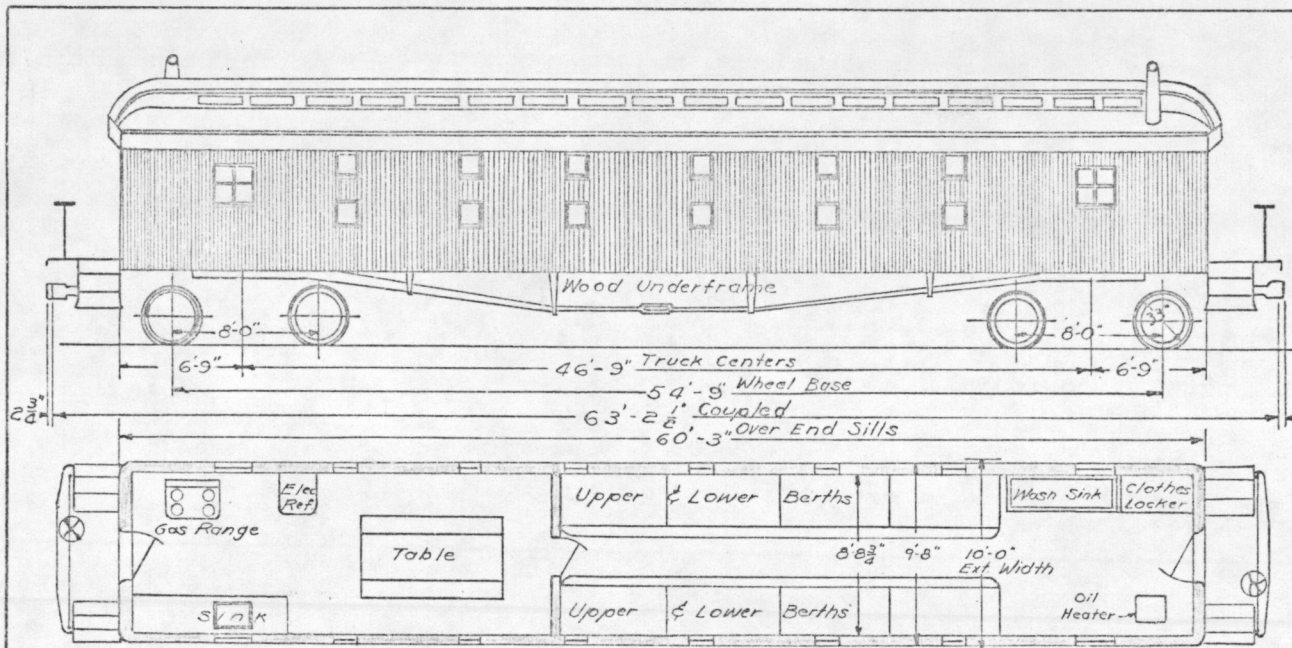 Wood Underframe
33"
8'-0"
8'-0"
6'-9"
46'-9" Truck Centers
6'-9"
54'-9" Wheel Base
2 3/4"
63'-2 1/2" Coupled
60'-3" Over End Sills
Elec
Ref.
Upper & Lower Berths
Wash Sink
Clothes
Locker
Gas Range
Table
8'8 3/4"
9'-8"
10'-0"
Ext. Width
Sink
Upper & Lower Berths
Oil
Heater